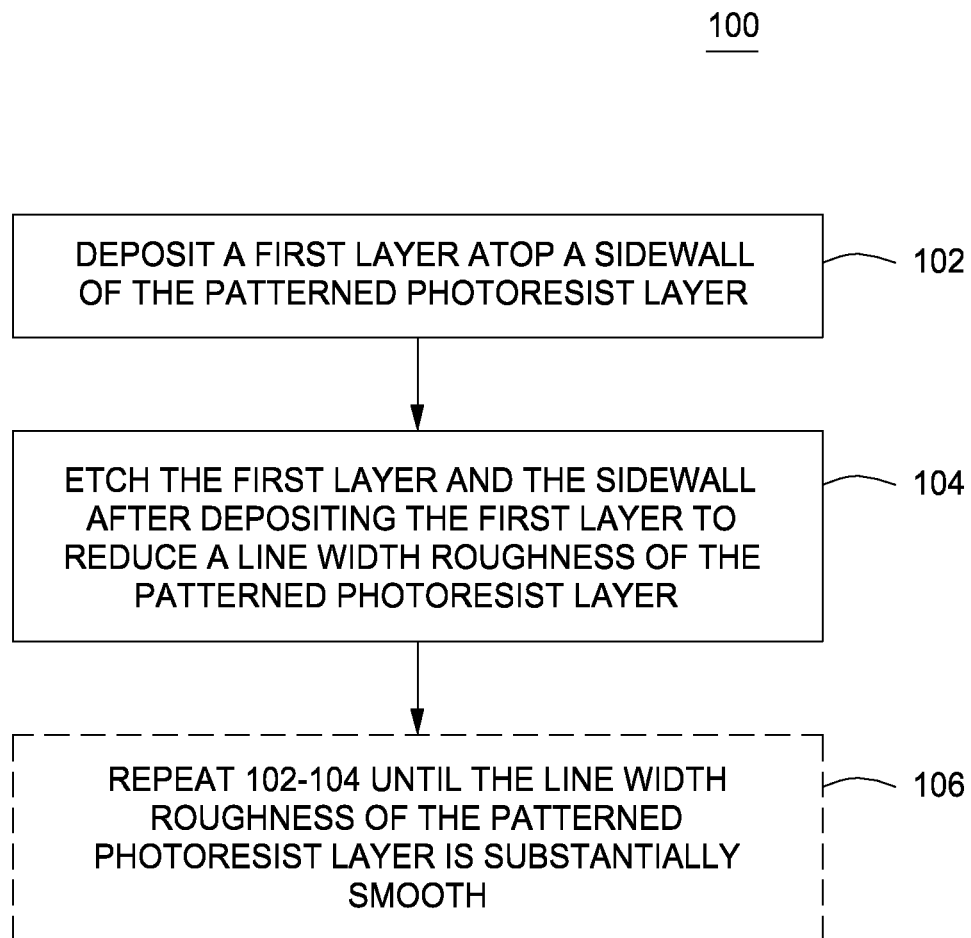 100
DEPOSIT A FIRST LAYER ATOP A SIDEWALL
OF THE PATTERNED PHOTORESIST LAYER
102
ETCH THE FIRST LAYER AND THE SIDEWALL
AFTER DEPOSITING THE FIRST LAYER TO
REDUCE A LINE WIDTH ROUGHNESS OF THE
PATTERNED PHOTORESIST LAYER
104
REPEAT 102-104 UNTIL THE LINE WIDTH
ROUGHNESS OF THE PATTERNED
PHOTORESIST LAYER IS SUBSTANTIALLY
SMOOTH
106